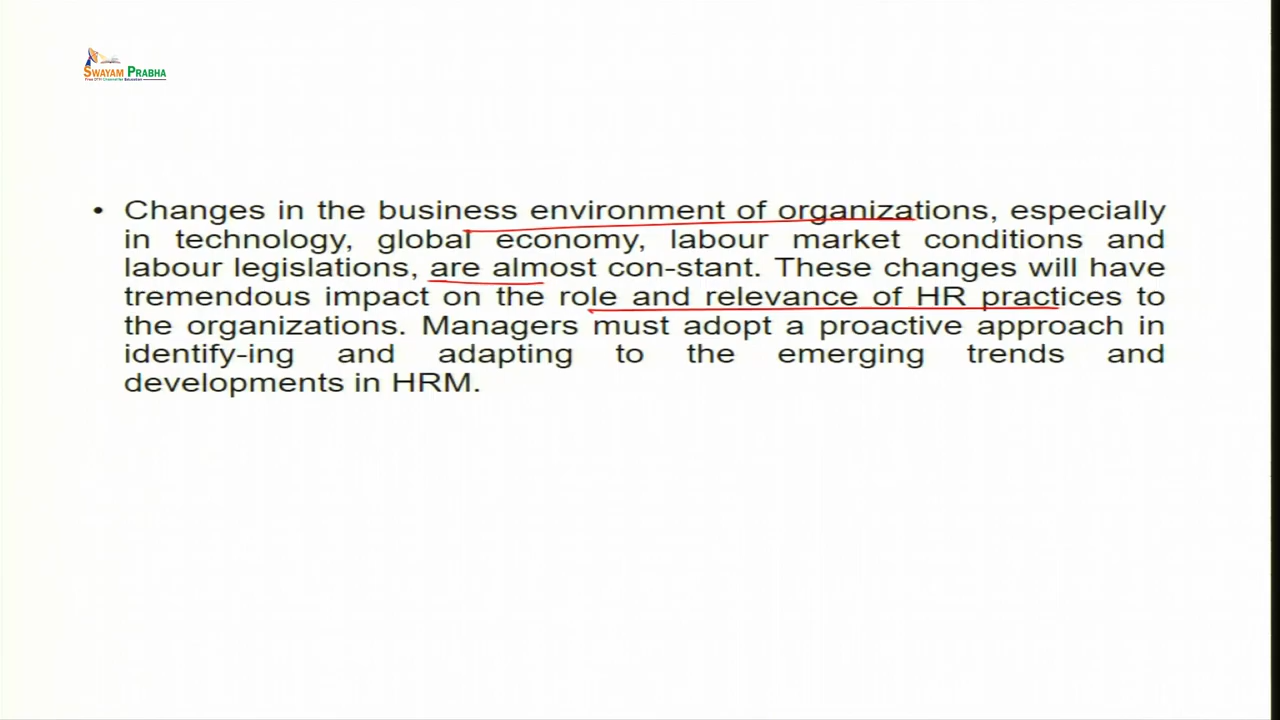 SWAYAM PRABHA
• Changes in the business environment of organizations, especially
in technology, global economy, labour market conditions and
labour legislations, are almost con-stant. These changes will have
tremendous impact on the role and relevance of HR practices to
the organizations. Managers must adopt a proactive approach in
identify-ing and adapting to the emerging trends and
developments in HRM.